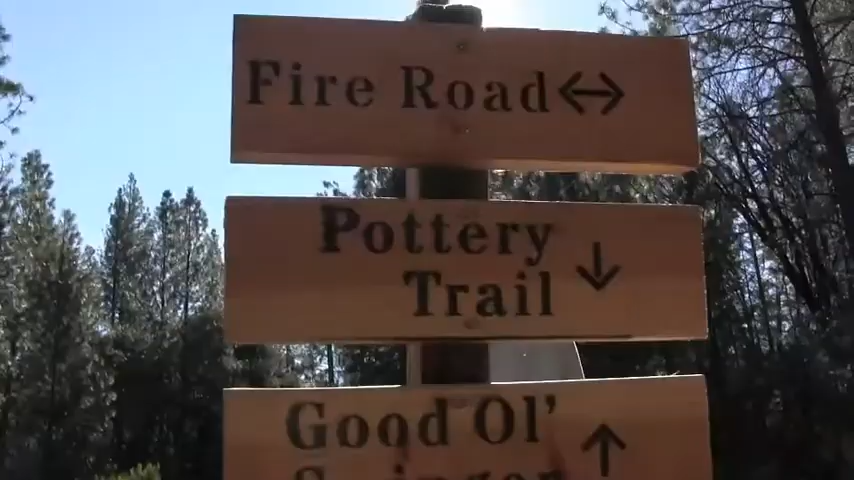 Fire Road ↔
Pottery
Trail ↓
Good Ol' ↑